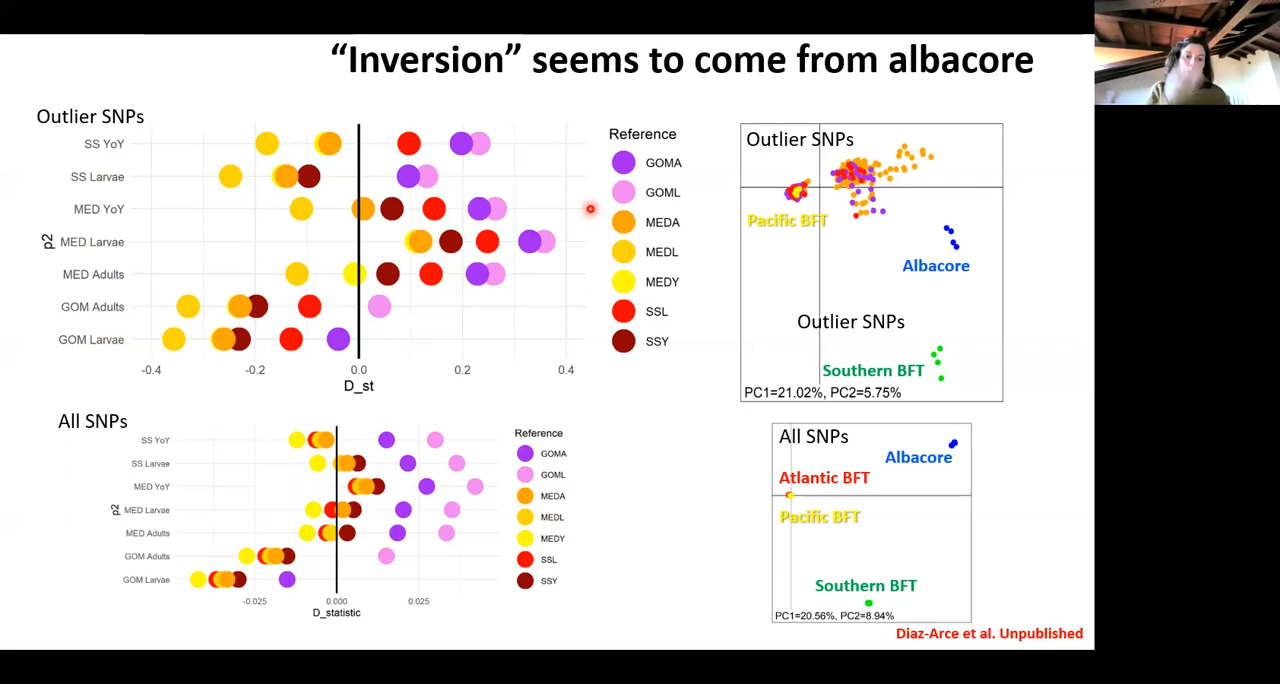 “Inversion” seems to come from albacore
Outlier SNPs
SS YoY
SS Larvae
MED YoY
MED Larvae
MED Adults
GOM Adults
GOM Larvae
p2
-0.4 -0.2 0.0 0.2 0.4
D_st
Reference
GOMA
GOML
MEDA
MEDL
MEDY
SSL
SSY
All SNPs
SS YoY
SS Larvae
MED YoY
MED Larvae
MED Adults
GOM Adults
GOM Larvae
p2
-0.025 0.000 0.025
D_statistic
Reference
GOMA
GOML
MEDA
MEDL
MEDY
SSL
SSY
Outlier SNPs
Pacific BFT
Albacore
Outlier SNPs
Southern BFT
PC1=21.02%, PC2=5.75%
All SNPs
Albacore
Atlantic BFT
Pacific BFT
Southern BFT
PC1=20.56%, PC2=8.94%
Diaz-Arce et al. Unpublished